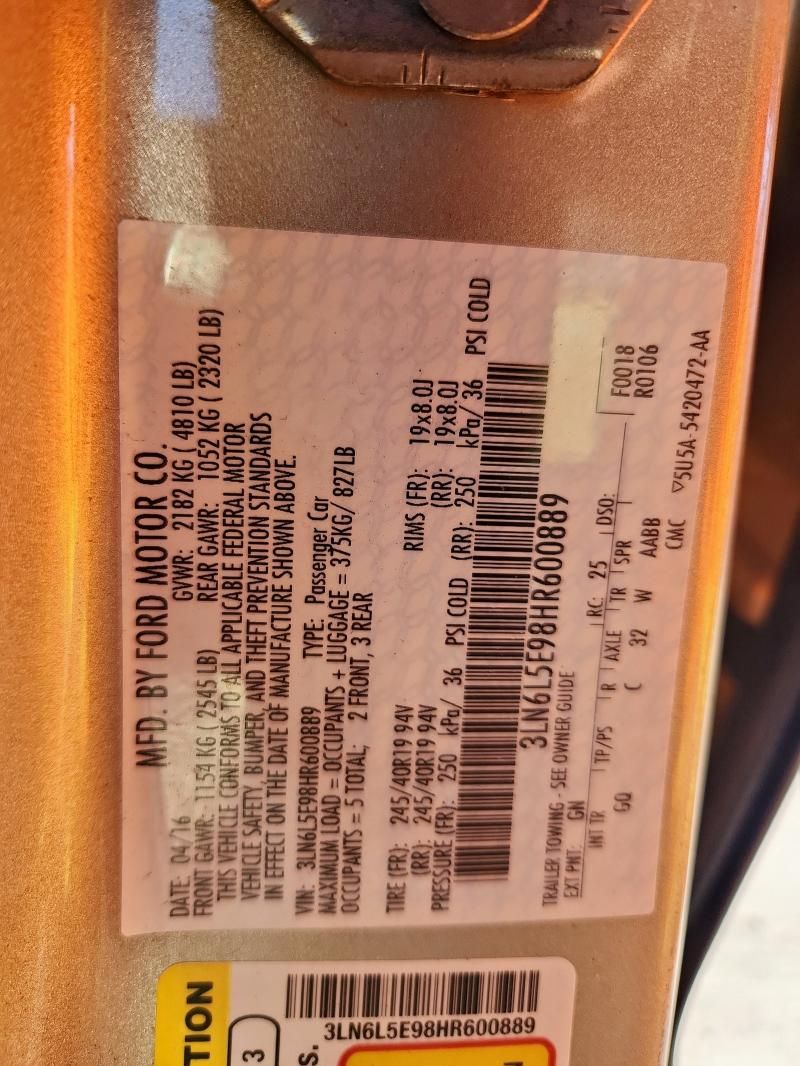 MFD. BY FORD MOTOR CO.
DATE: 04/16 GVWR: 2182 KG ( 4810 LB)
FRONT GAWR: 1154 KG ( 2545 LB) REAR GAWR: 1052 KG ( 2320 LB)
THIS VEHICLE CONFORMS TO ALL APPLICABLE FEDERAL MOTOR
VEHICLE SAFETY, BUMPER, AND THEFT PREVENTION STANDARDS
IN EFFECT ON THE DATE OF MANUFACTURE SHOWN ABOVE.
VIN: 3LN6L5E98HR600889 TYPE: Passenger Car
MAXIMUM LOAD = OCCUPANTS + LUGGAGE = 375KG/ 827LB
OCCUPANTS = 5 TOTAL; 2 FRONT, 3 REAR
TIRE (FR): 245/40R19 94V RIMS (FR): 19x8.0J
(RR): 245/40R19 94V (RR): 19x8.0J
PRESSURE (FR): 250 kPa/ 36 PSI COLD (RR): 250 kPa/ 36 PSI COLD
3LN6L5E98HR600889
TRAILER TOWING - SEE OWNER GUIDE
EXT PNT: GN RC: 25 DSO: F0018
R0106
INT TR TP/PS R AXLE TR SPR
GQ C 32 W AABB
CMC ▽5U5A-5420472-AA
TION
3
S.
3LN6L5E98HR600889